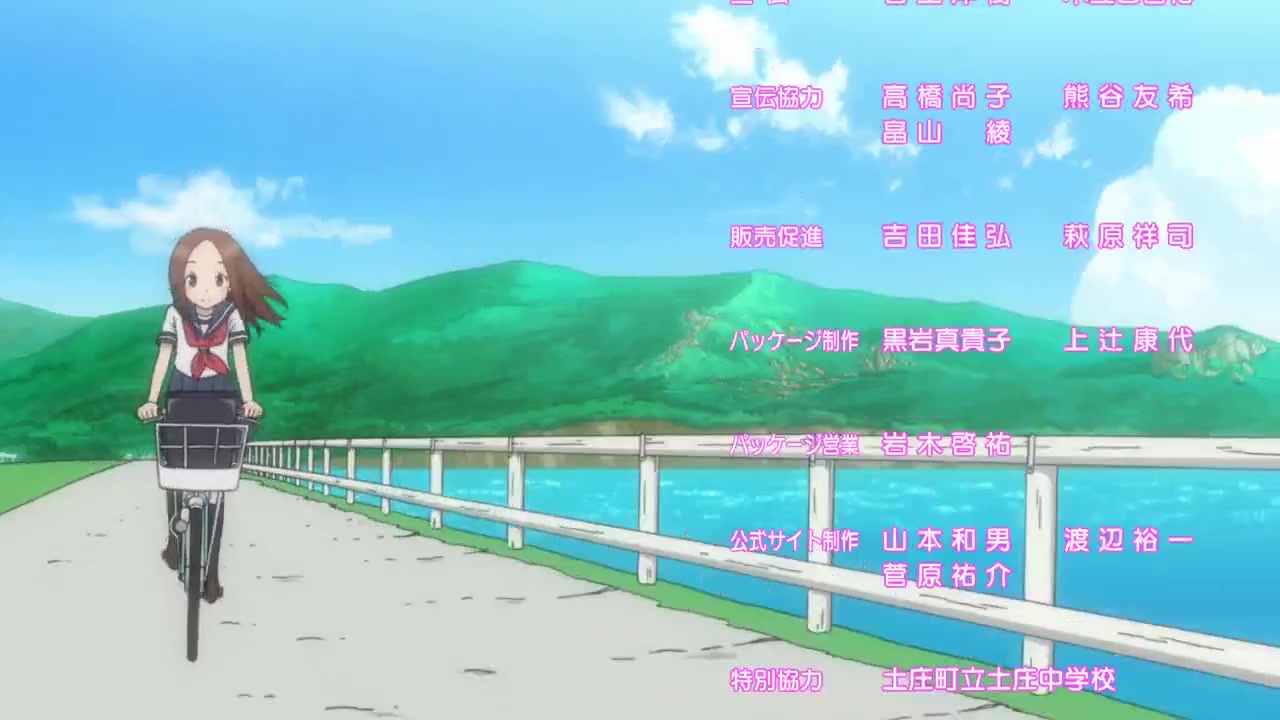 宣伝協力 高橋尚子 熊谷友希
畠山 綾
販売促進 吉田佳弘 萩原祥司
パッケージ制作 黒岩真貴子 上辻康代
パッケージ営業 岩木啓祐
公式サイト制作 山本和男 渡辺裕一
菅原祐介
特別協力 土庄町立土庄中学校